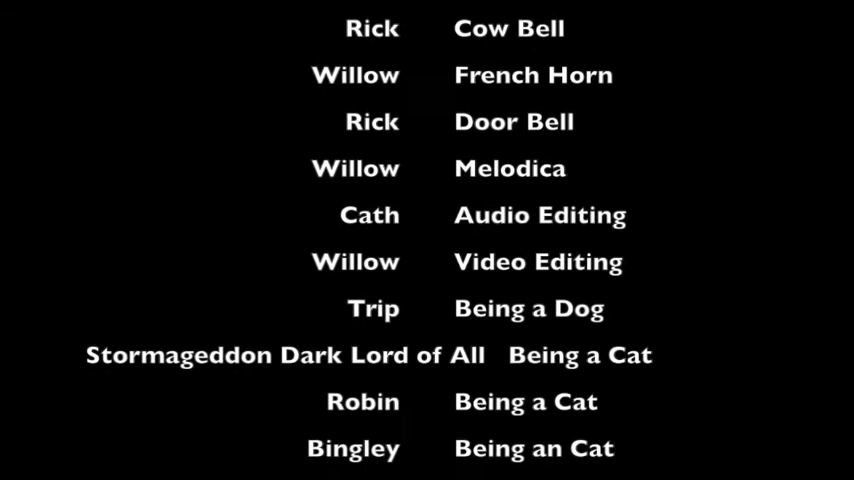 Rick Cow Bell
Willow French Horn
Rick Door Bell
Willow Melodica
Cath Audio Editing
Willow Video Editing
Trip Being a Dog
Stormageddon Dark Lord of All Being a Cat
Robin Being a Cat
Bingley Being an Cat